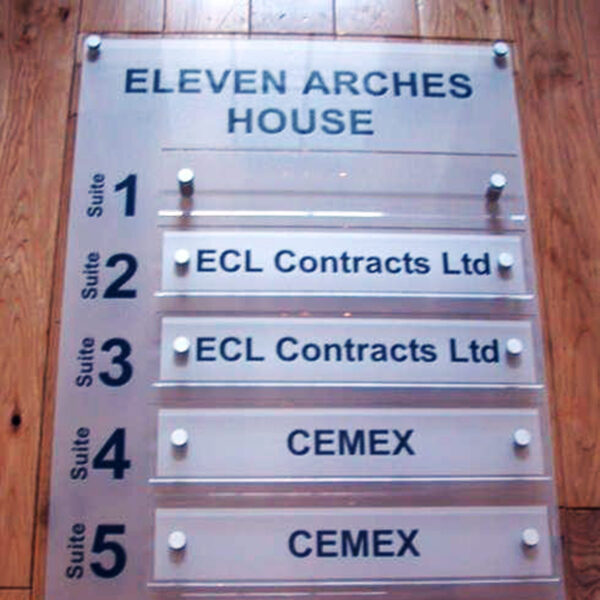 ELEVEN ARCHES
HOUSE
Suite 1
Suite 2 ECL Contracts Ltd
Suite 3 ECL Contracts Ltd
Suite 4 CEMEX
Suite 5 CEMEX